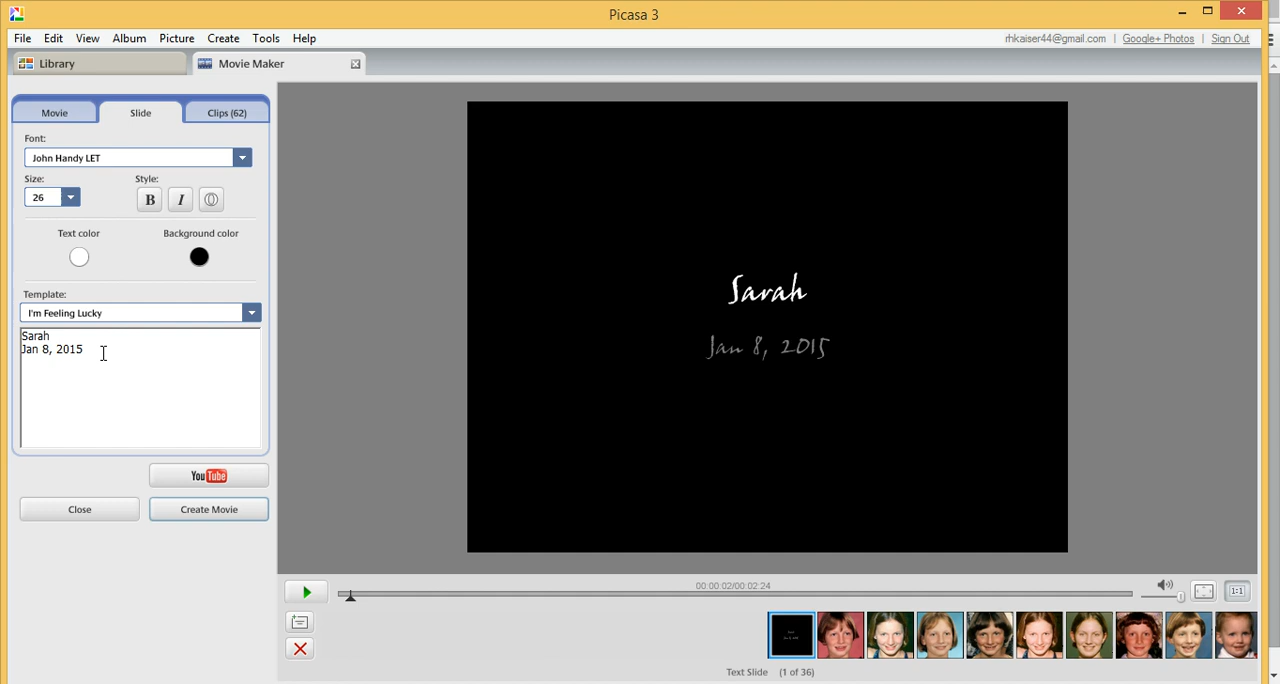 Picasa 3
File Edit View Album Picture Create Tools Help
rhkaiser44@gmail.com | Google+ Photos | Sign Out
Library
Movie Maker
Movie
Slide
Clips (62)
Font:
John Handy LET
Size:
Style:
26
B I
Text color
Background color
Template:
I'm Feeling Lucky
Sarah
Jan 8, 2015
YouTube
Close
Create Movie
Sarah
Jan 8, 2015
00:00:02/00:02:24
1:1
Text Slide (1 of 36)